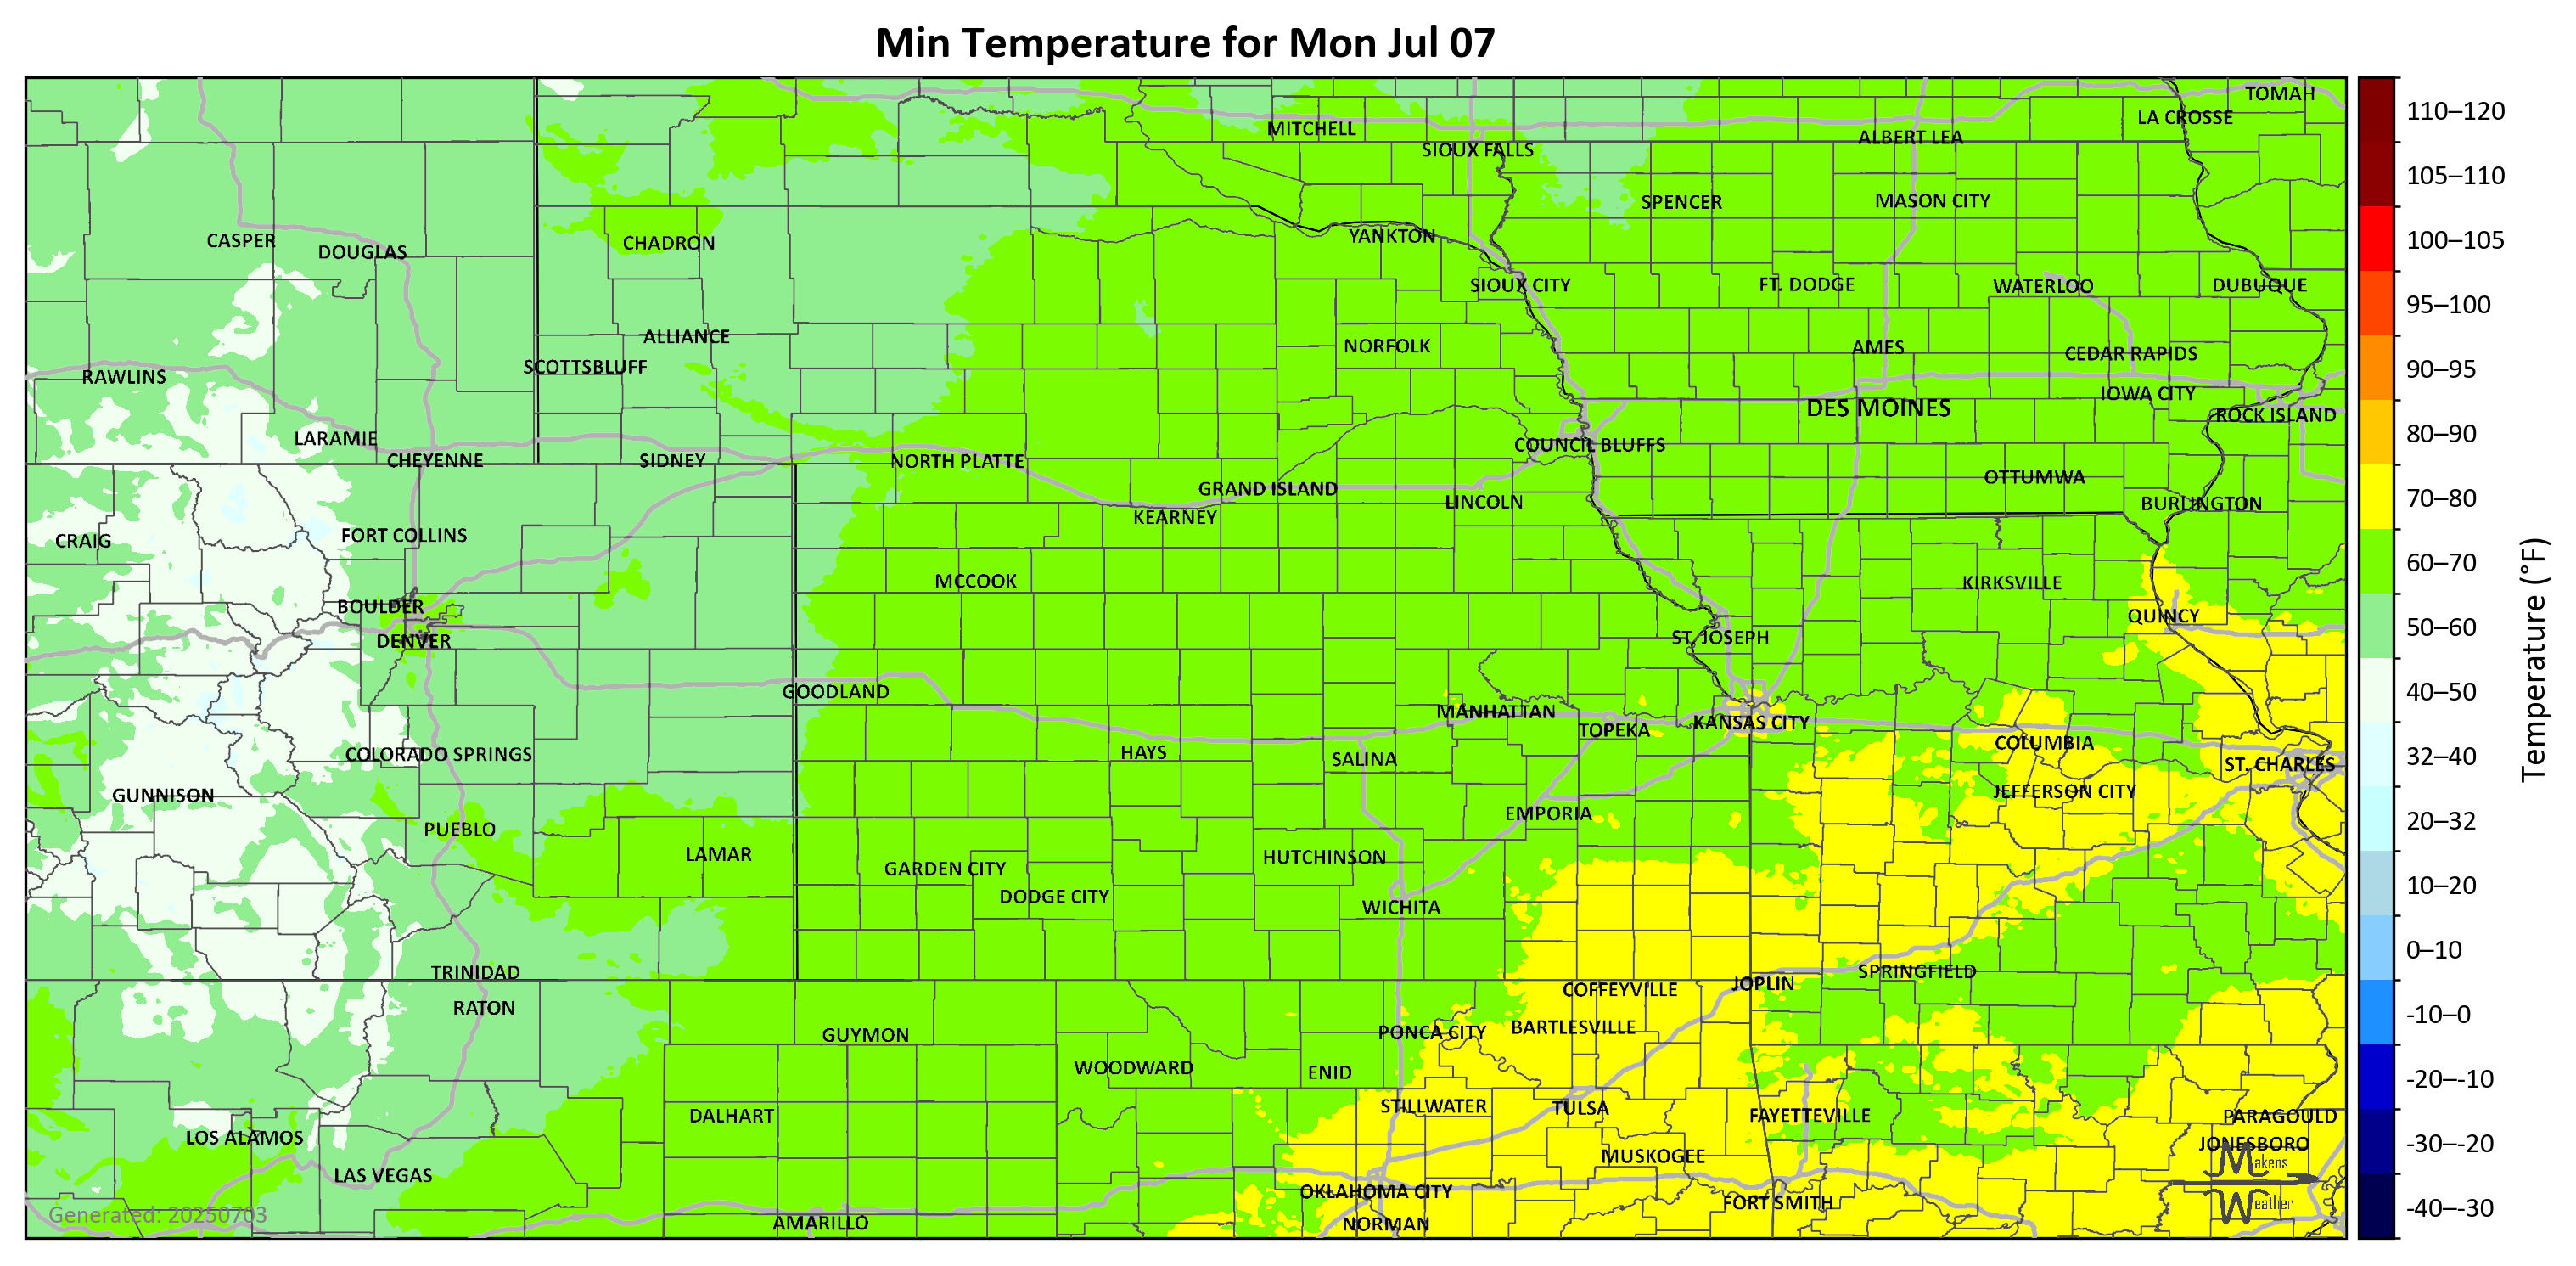 Min Temperature for Mon Jul 07
TOMAH
LA CROSSE
MITCHELL
ALBERT LEA
SIOUX FALLS
SPENCER
MASON CITY
CASPER
DOUGLAS
CHADRON
YANKTON
SIOUX CITY
FT. DODGE
WATERLOO
DUBUQUE
ALLIANCE
NORFOLK
AMES
CEDAR RAPIDS
SCOTTSBLUFF
RAWLINS
IOWA CITY
DES MOINES
ROCK ISLAND
LARAMIE
COUNCIL BLUFFS
CHEYENNE
SIDNEY
NORTH PLATTE
OTTUMWA
GRAND ISLAND
LINCOLN
BURLINGTON
KEARNEY
FORT COLLINS
CRAIG
MCCOOK
KIRKSVILLE
BOULDER
QUINCY
DENVER
ST. JOSEPH
GOODLAND
MANHATTAN
KANSAS CITY
TOPEKA
COLUMBIA
COLORADO SPRINGS
HAYS
SALINA
ST. CHARLES
GUNNISON
JEFFERSON CITY
EMPORIA
PUEBLO
LAMAR
HUTCHINSON
GARDEN CITY
DODGE CITY
WICHITA
TRINIDAD
SPRINGFIELD
JOPLIN
COFFEYVILLE
RATON
BARTLESVILLE
PONCA CITY
GUYMON
WOODWARD
ENID
STILLWATER
TULSA
DALHART
FAYETTEVILLE
PARAGOULD
LOS ALAMOS
JONESBORO
MUSKOGEE
LAS VEGAS
OKLAHOMA CITY
FORT SMITH
AMARILLO
NORMAN
Generated: 20250703
Makens
Weather
110–120
105–110
100–105
95–100
90–95
80–90
70–80
60–70
50–60
40–50
32–40
20–32
10–20
0–10
-10–0
-20–-10
-30–-20
-40–-30
Temperature (°F)